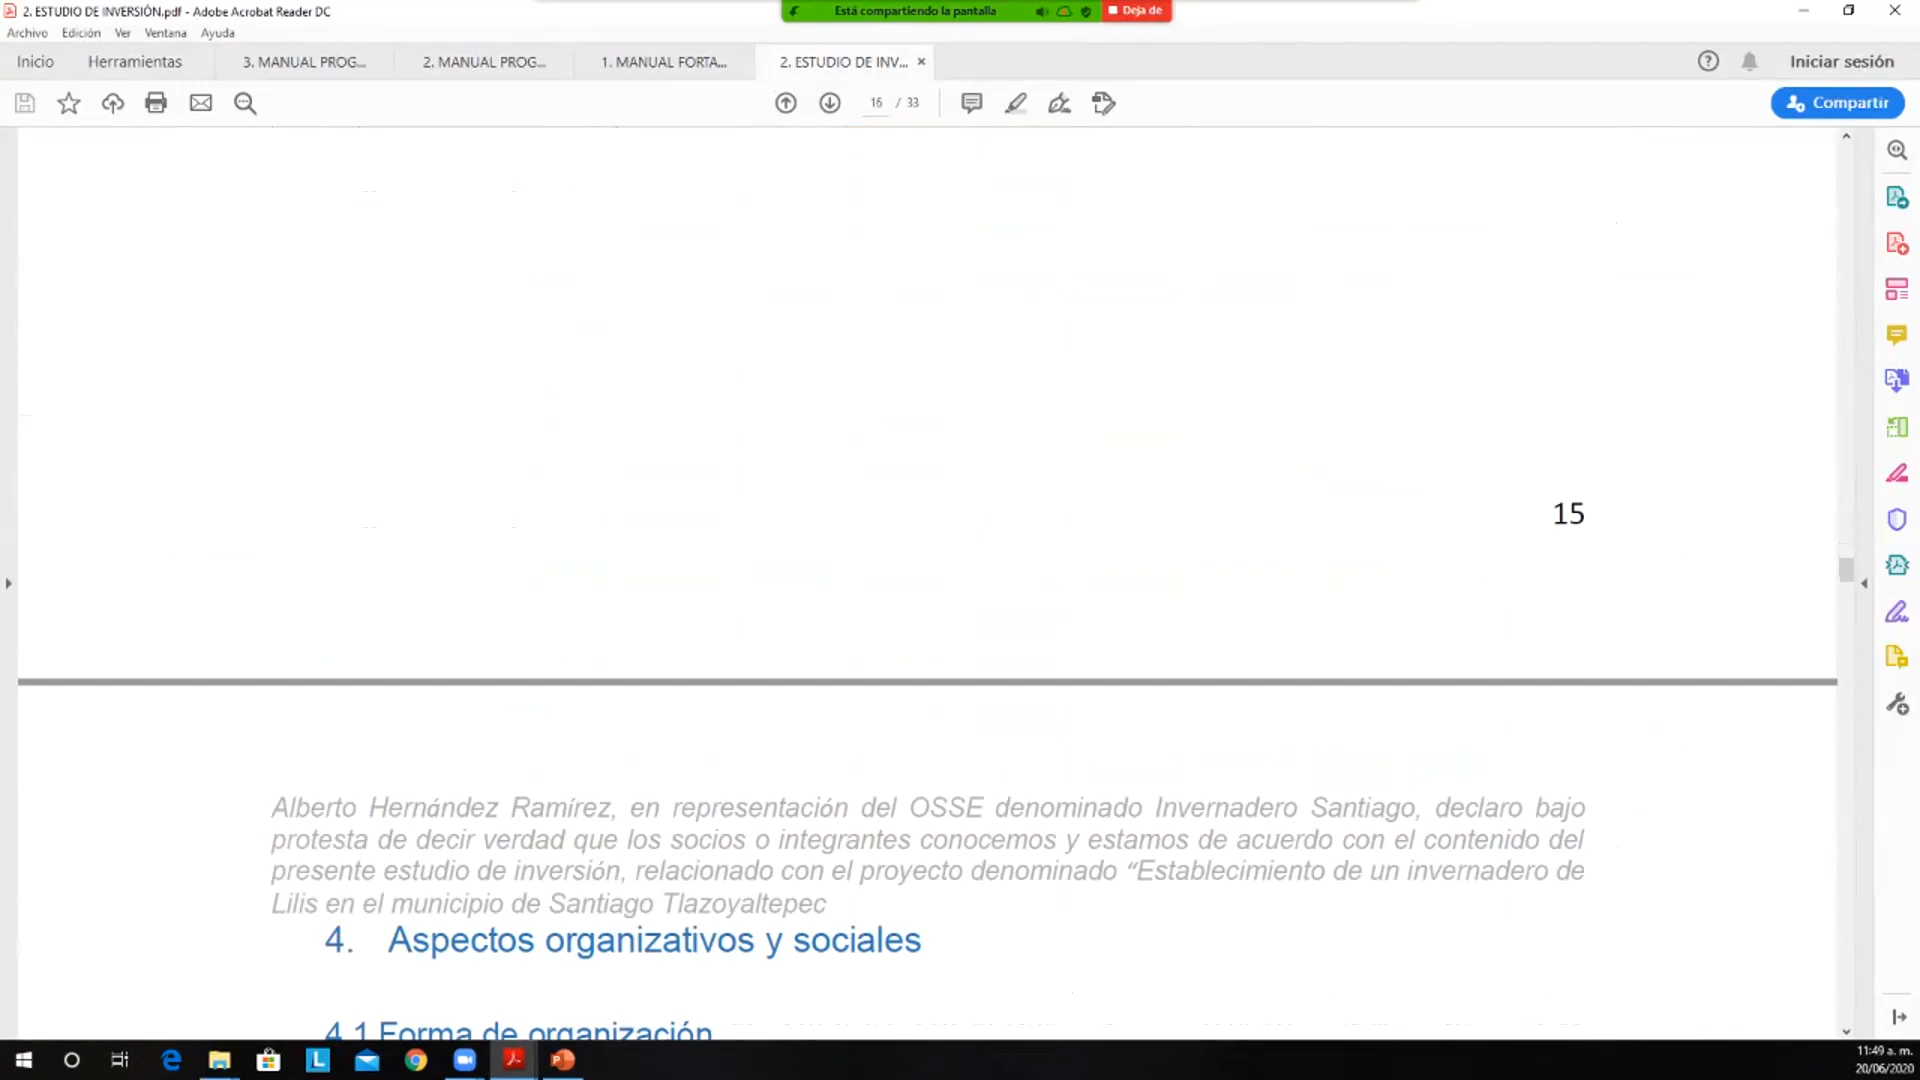 2. ESTUDIO DE INVERSIÓN.pdf - Adobe Acrobat Reader DC
Está compartiendo la pantalla
Deja de
Archivo Edición Ver Ventana Ayuda
Inicio Herramientas 3. MANUAL PROG... 2. MANUAL PROG... 1. MANUAL FORTA... 2. ESTUDIO DE INV... × Iniciar sesión
16 / 33 Compartir
15
Alberto Hernández Ramírez, en representación del OSSE denominado Invernadero Santiago, declaro bajo
protesta de decir verdad que los socios o integrantes conocemos y estamos de acuerdo con el contenido del
presente estudio de inversión, relacionado con el proyecto denominado “Establecimiento de un invernadero de
Lilis en el municipio de Santiago Tlazoyaltepec
4. Aspectos organizativos y sociales
4.1 Forma de organización
11:49 a. m.
20/06/2020